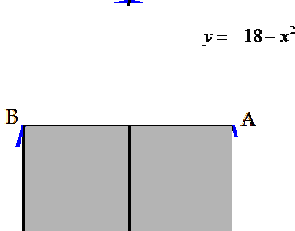 y = 18 – x²
B A